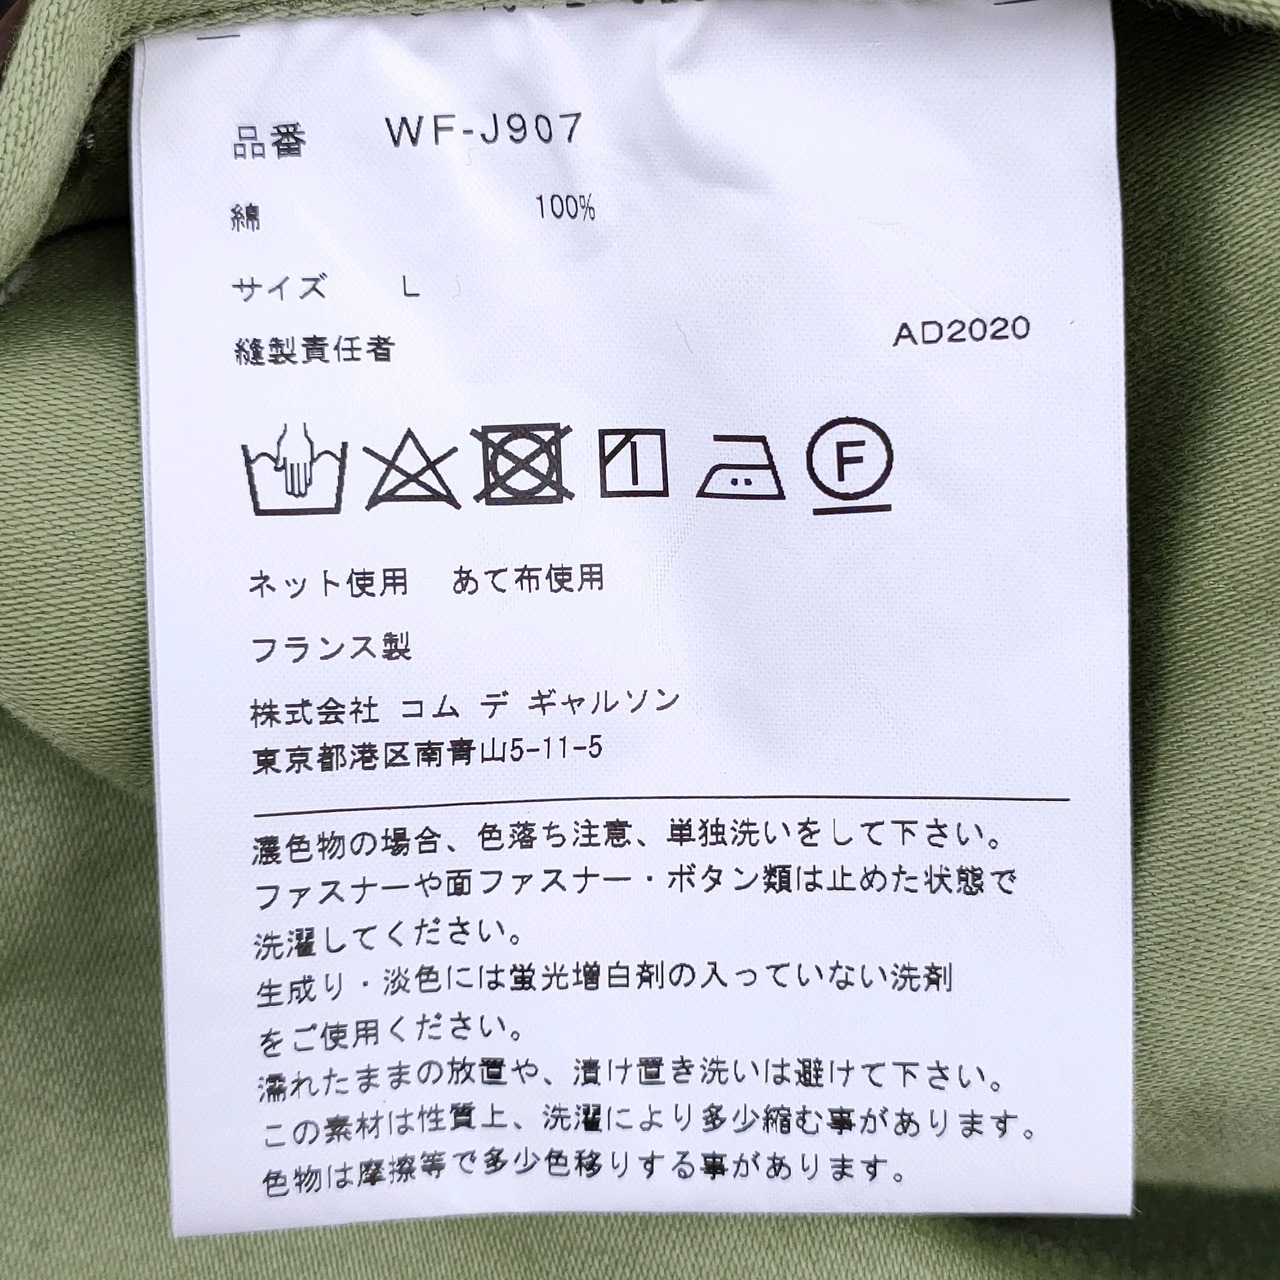 品番 WF-J907
綿 100%
サイズ L
縫製責任者
AD2020
F
ネット使用 あて布使用
フランス製
株式会社 コム デ ギャルソン
東京都港区南青山5-11-5
濃色物の場合、色落ち注意、単独洗いをして下さい。
ファスナーや面ファスナー・ボタン類は止めた状態で
洗濯してください。
生成り・淡色には蛍光増白剤の入っていない洗剤
をご使用ください。
濡れたままの放置や、漬け置き洗いは避けて下さい。
この素材は性質上、洗濯により多少縮む事があります。
色物は摩擦等で多少色移りする事があります。